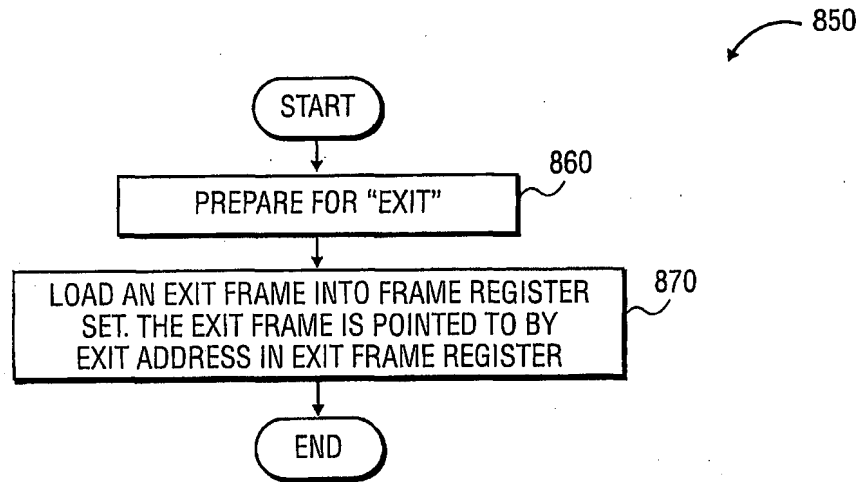 850
START
860
PREPARE FOR “EXIT”
870
LOAD AN EXIT FRAME INTO FRAME REGISTER
SET. THE EXIT FRAME IS POINTED TO BY
EXIT ADDRESS IN EXIT FRAME REGISTER
END